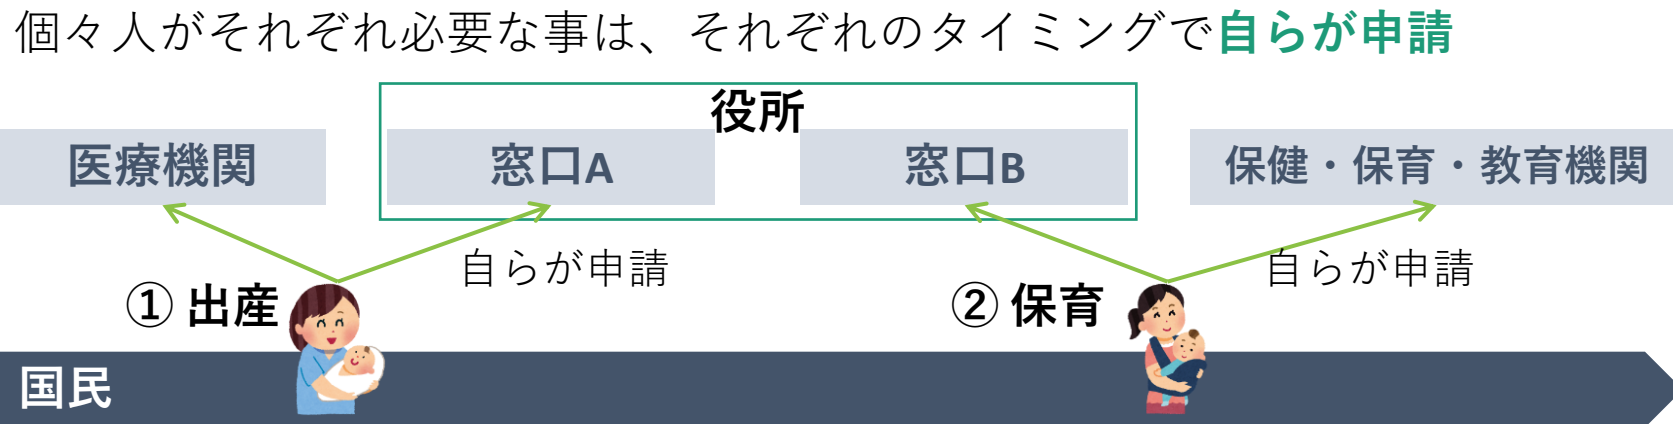 個々人がそれぞれ必要な事は、それぞれのタイミングで自らが申請
役所
医療機関
窓口A
窓口B
保健・保育・教育機関
自らが申請
自らが申請
① 出産
② 保育
国民